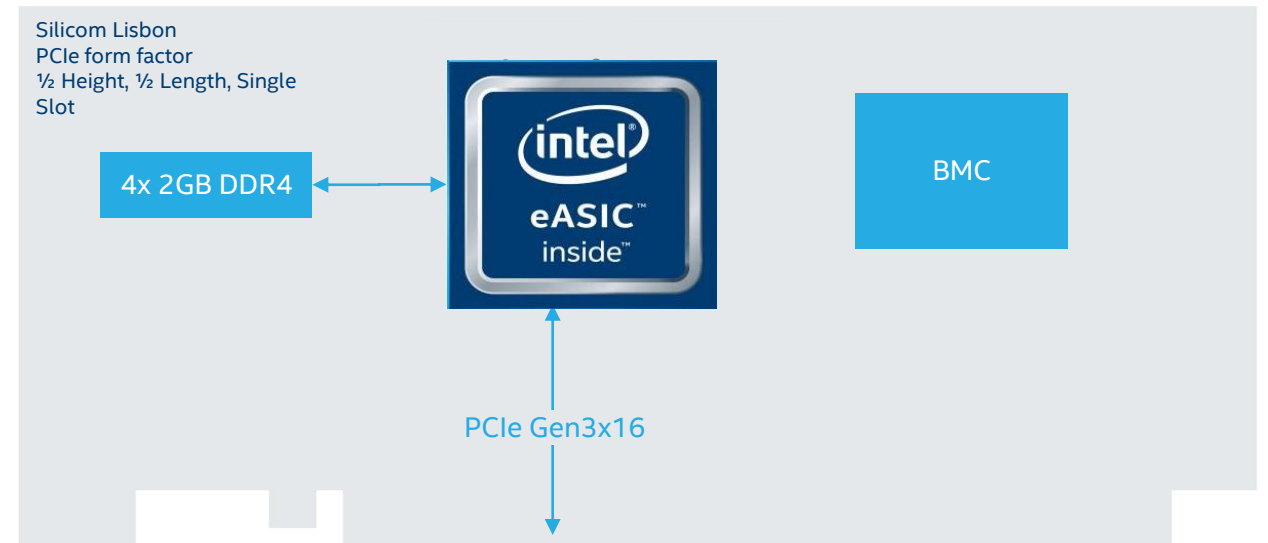 Silicom Lisbon
PCIe form factor
½ Height, ½ Length, Single
Slot
4x 2GB DDR4
intel®
eASIC™
inside™
BMC
PCIe Gen3x16